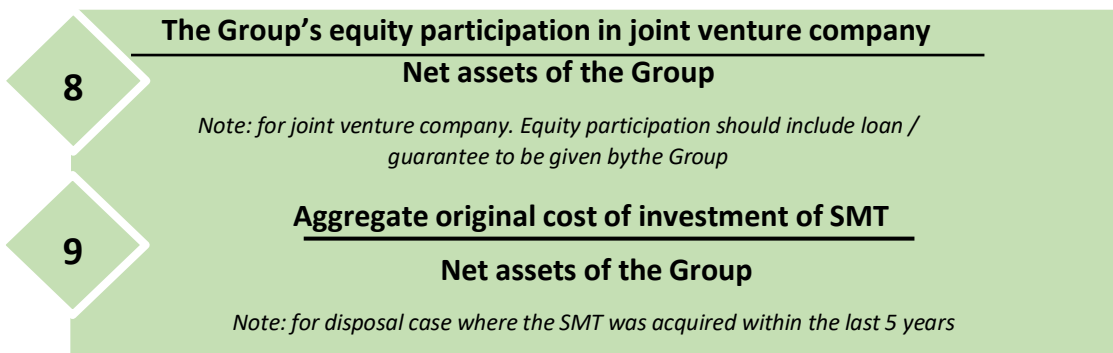 The Group’s equity participation in joint venture company
8
Net assets of the Group
Note: for joint venture company. Equity participation should include loan /
guarantee to be given bythe Group
Aggregate original cost of investment of SMT
9
Net assets of the Group
Note: for disposal case where the SMT was acquired within the last 5 years